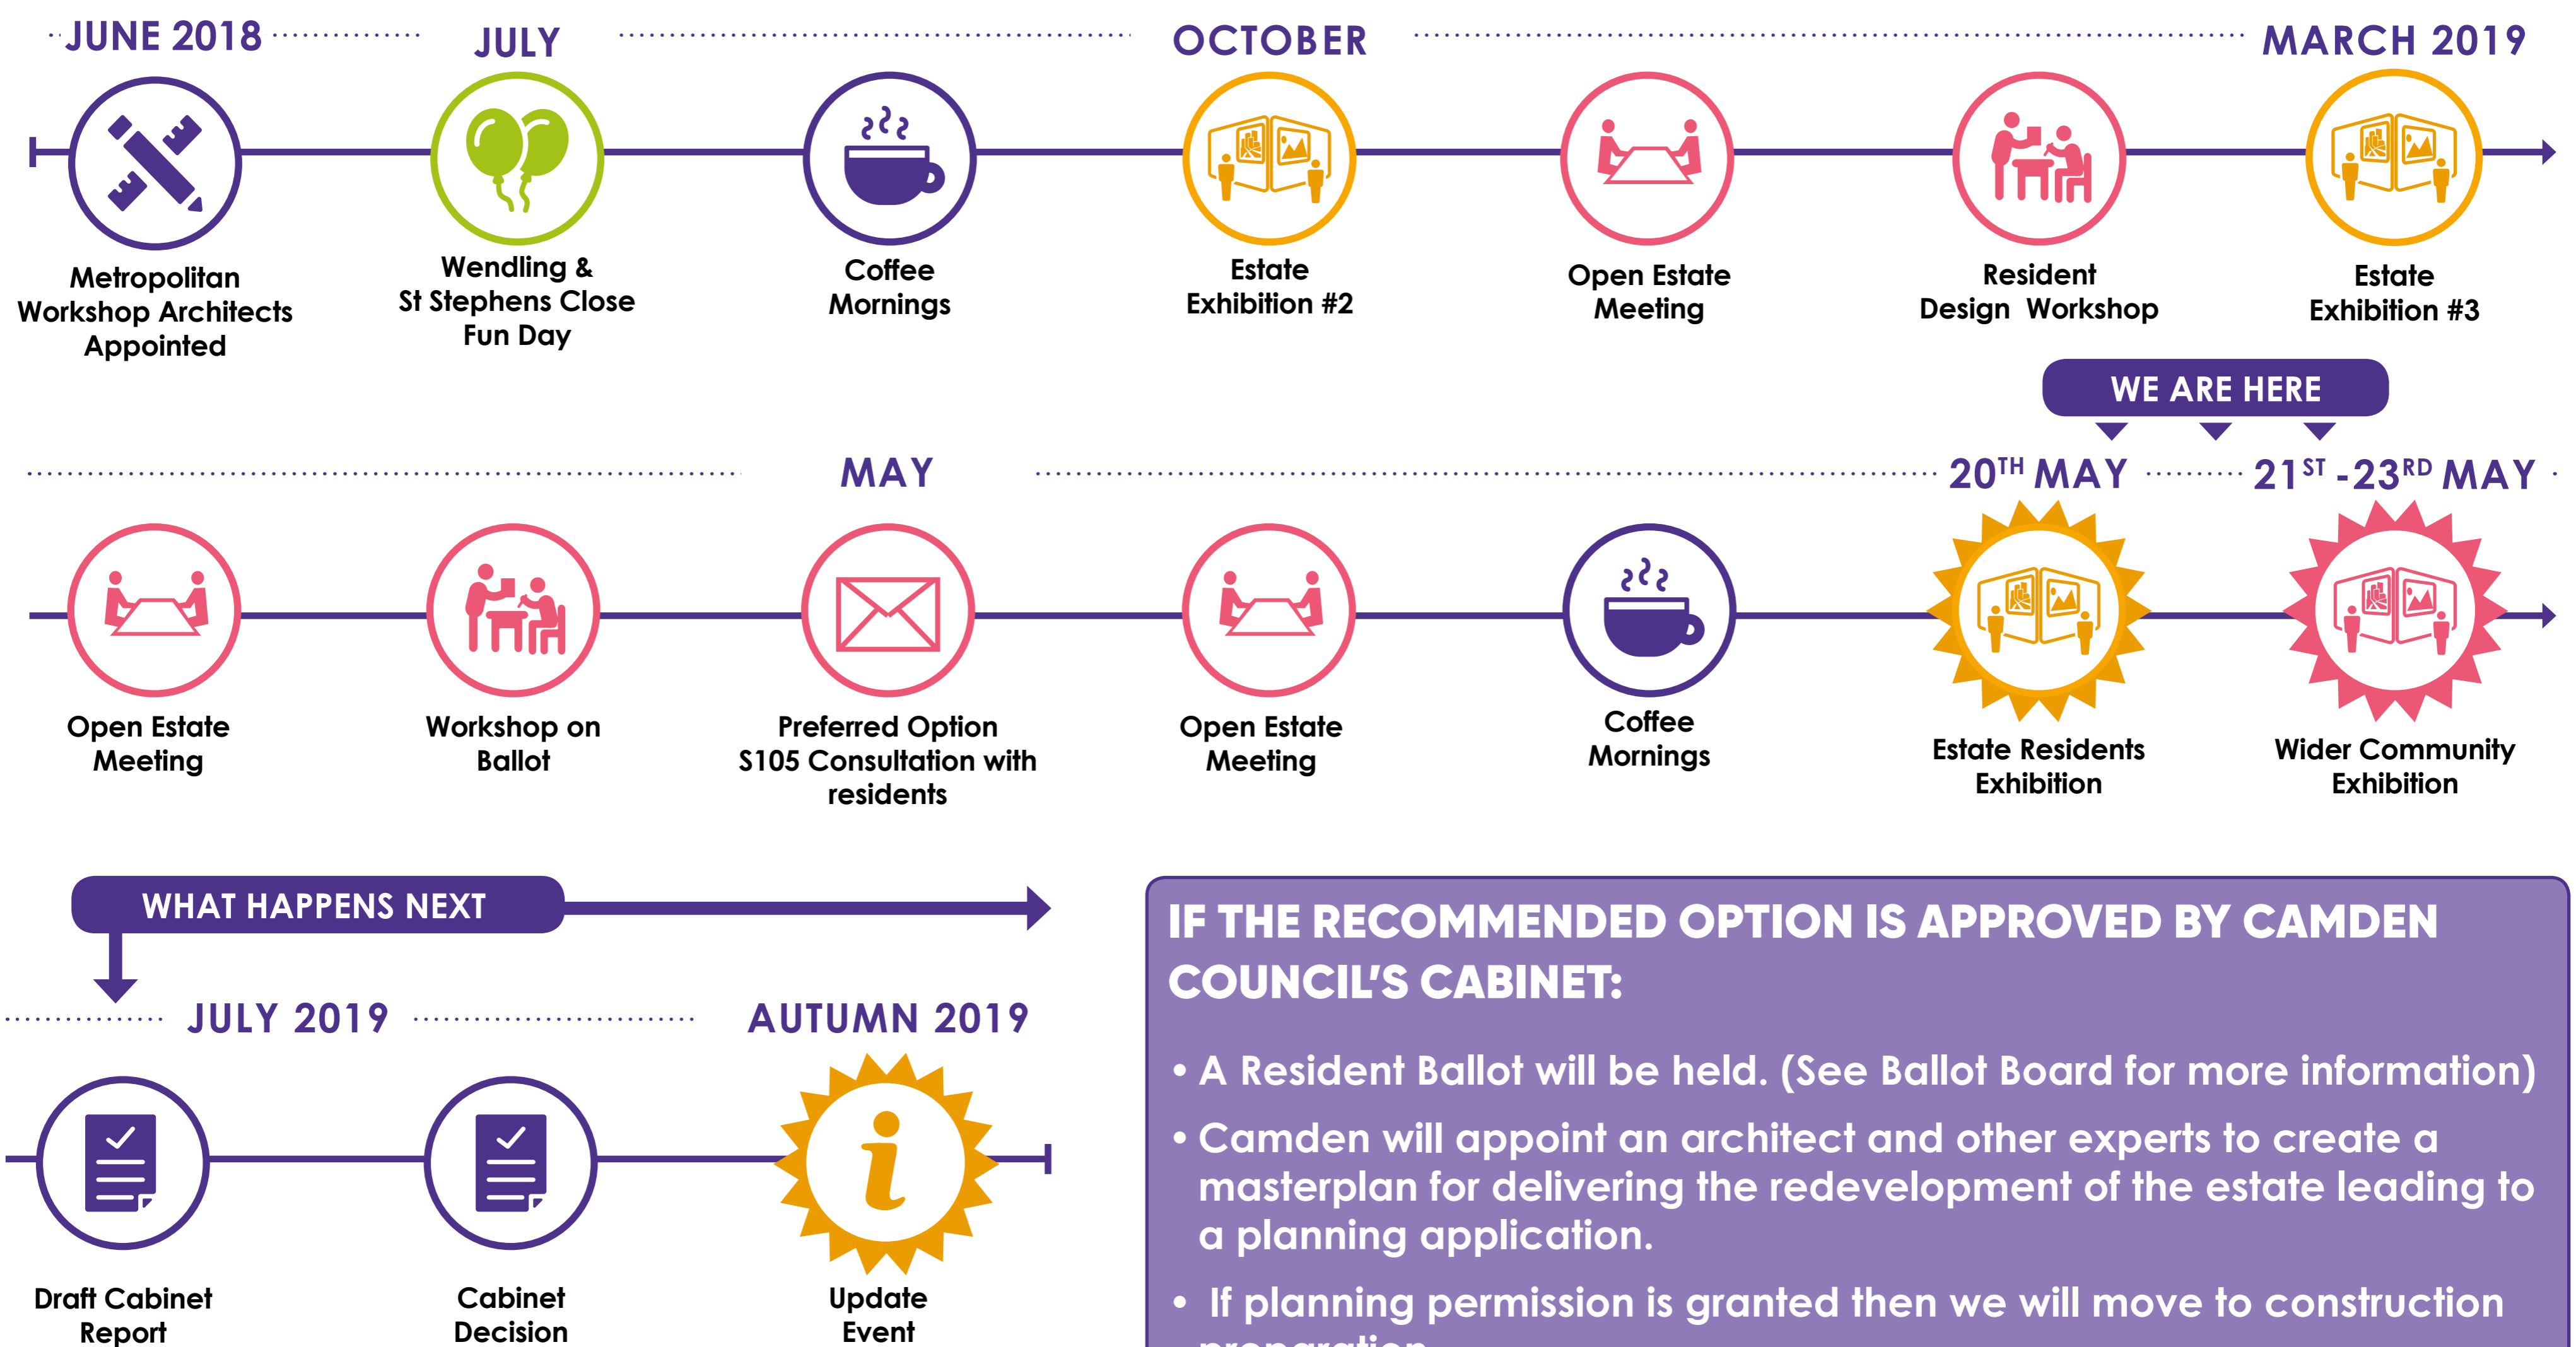 JUNE 2018
JULY
OCTOBER
MARCH 2019
Metropolitan
Workshop Architects
Appointed
Wendling &
St Stephens Close
Fun Day
Coffee
Mornings
Estate
Exhibition #2
Open Estate
Meeting
Resident
Design Workshop
Estate
Exhibition #3
WE ARE HERE
MAY
20TH MAY
21ST -23RD MAY
Open Estate
Meeting
Workshop on
Ballot
Preferred Option
S105 Consultation with
residents
Open Estate
Meeting
Coffee
Mornings
Estate Residents
Exhibition
Wider Community
Exhibition
WHAT HAPPENS NEXT
JULY 2019
AUTUMN 2019
Draft Cabinet
Report
Cabinet
Decision
Update
Event
IF THE RECOMMENDED OPTION IS APPROVED BY CAMDEN
COUNCIL'S CABINET:
• A Resident Ballot will be held. (See Ballot Board for more information)
• Camden will appoint an architect and other experts to create a
masterplan for delivering the redevelopment of the estate leading to
a planning application.
• If planning permission is granted then we will move to construction
preparation